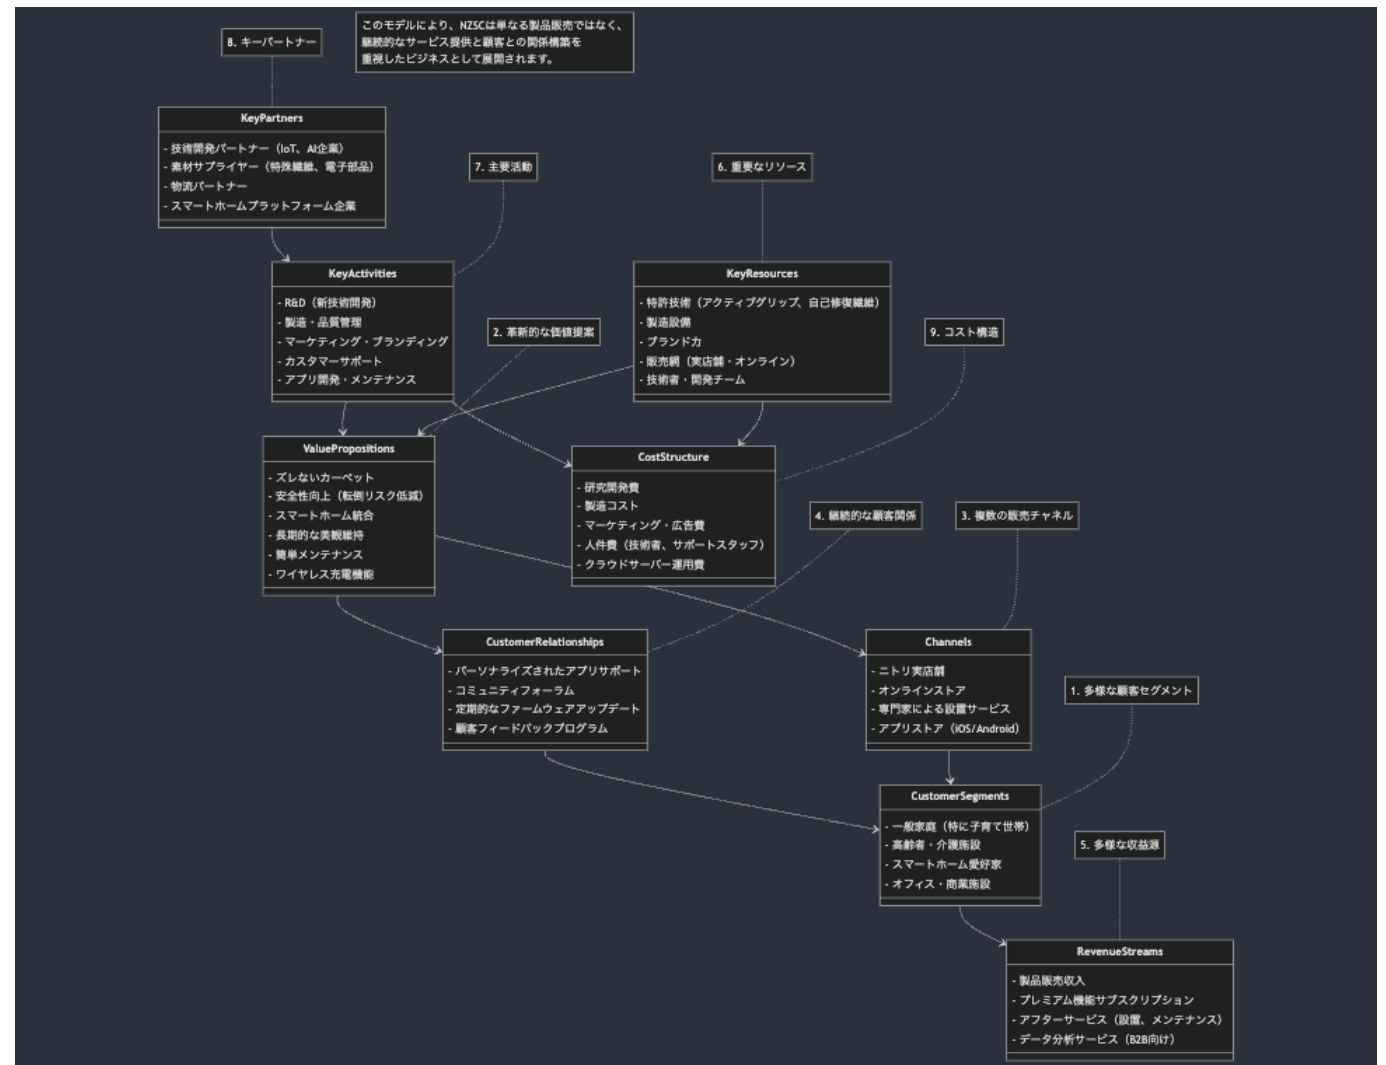 8. キーパートナー
このモデルにより、NZSCは単なる製品販売ではなく、
継続的なサービス提供と顧客との関係構築を
重視したビジネスとして展開されます。
KeyPartners
- 技術開発パートナー（IoT、AI企業）
- 素材サプライヤー（特殊繊維、電子部品）
- 物流パートナー
- スマートホームプラットフォーム企業
7. 主要活動
6. 重要なリソース
KeyActivities
- R&D（新技術開発）
- 製造・品質管理
- マーケティング・ブランディング
- カスタマーサポート
- アプリ開発・メンテナンス
KeyResources
- 特許技術（アクティブグリップ、自己修復繊維）
- 製造設備
- ブランド力
- 販売網（実店舗・オンライン）
- 技術者・開発チーム
2. 革新的な価値提案
9. コスト構造
ValuePropositions
- ズレないカーペット
- 安全性向上（転倒リスク低減）
- スマートホーム統合
- 長期的な美観維持
- 簡単メンテナンス
- ワイヤレス充電機能
CostStructure
- 研究開発費
- 製造コスト
- マーケティング・広告費
- 人件費（技術者、サポートスタッフ）
- クラウドサーバー運用費
4. 継続的な顧客関係
3. 複数の販売チャネル
CustomerRelationships
- パーソナライズされたアプリサポート
- コミュニティフォーラム
- 定期的なファームウェアアップデート
- 顧客フィードバックプログラム
Channels
- ニトリ実店舗
- オンラインストア
- 専門家による設置サービス
- アプリストア（iOS/Android）
1. 多様な顧客セグメント
CustomerSegments
- 一般家庭（特に子育て世帯）
- 高齢者・介護施設
- スマートホーム愛好家
- オフィス・商業施設
5. 多様な収益源
RevenueStreams
- 製品販売収入
- プレミアム機能サブスクリプション
- アフターサービス（設置、メンテナンス）
- データ分析サービス（B2B向け）